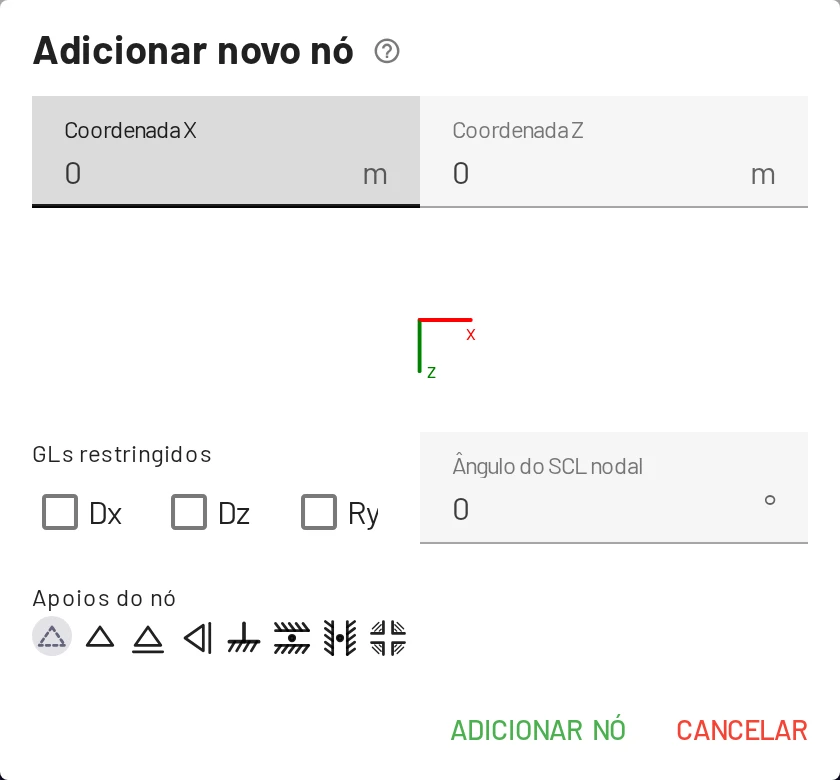 Adicionar novo nó
Coordenada X
0 m
Coordenada Z
0 m
x
z
GLs restringidos
Dx Dz Ry
Ângulo do SCL nodal
0 °
Apoios do nó
ADICIONAR NÓ CANCELAR